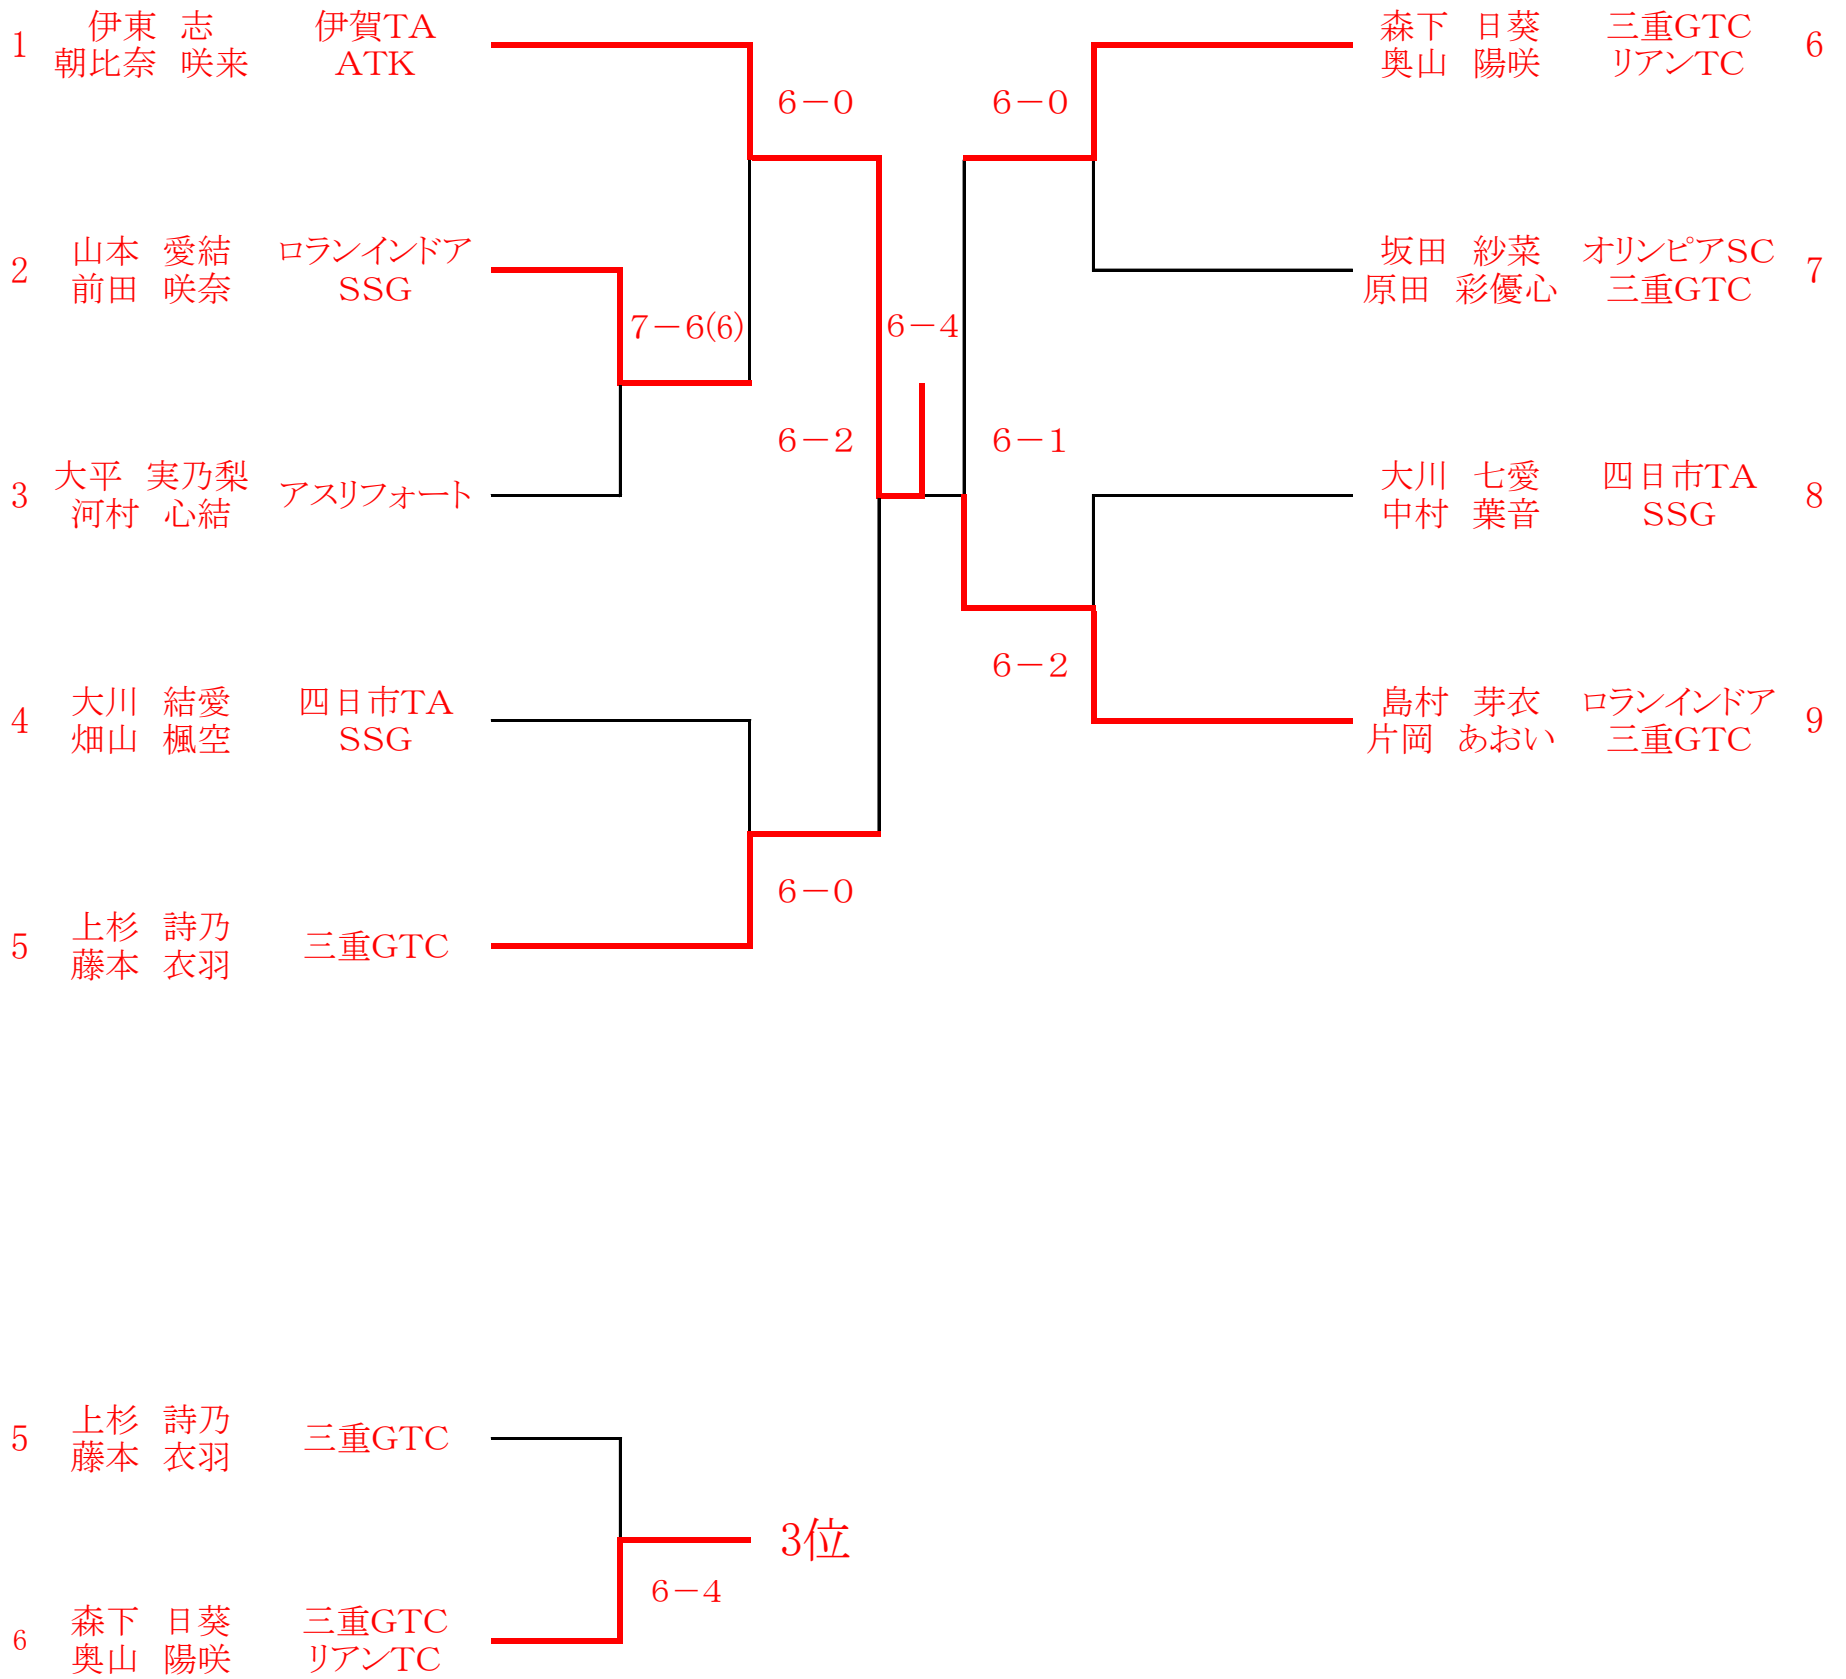 1 伊東 志 伊賀TA
朝比奈 咲来 ATK
2 山本 愛結 ロランインドア
前田 咲奈 SSG
3 大平 実乃梨 アスリフォート
河村 心結
4 大川 結愛 四日市TA
畑山 楓空 SSG
5 上杉 詩乃 三重GTC
藤本 衣羽
6-0
7-6(6)
6-2
6-0
6-4
6-0
6-1
6-2
森下 日葵 三重GTC 6
奥山 陽咲 リアンTC
坂田 紗菜 オリンピアSC 7
原田 彩優心 三重GTC
大川 七愛 四日市TA 8
中村 葉音 SSG
島村 芽衣 ロランインドア 9
片岡 あおい 三重GTC
5 上杉 詩乃 三重GTC
藤本 衣羽
3位
6-4
6 森下 日葵 三重GTC
奥山 陽咲 リアンTC